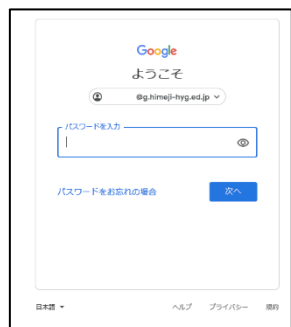 Google
ようこそ
@g.himeji-hyg.ed.jp
パスワードを入力
パスワードをお忘れの場合
次へ
日本語
ヘルプ プライバシー 規約